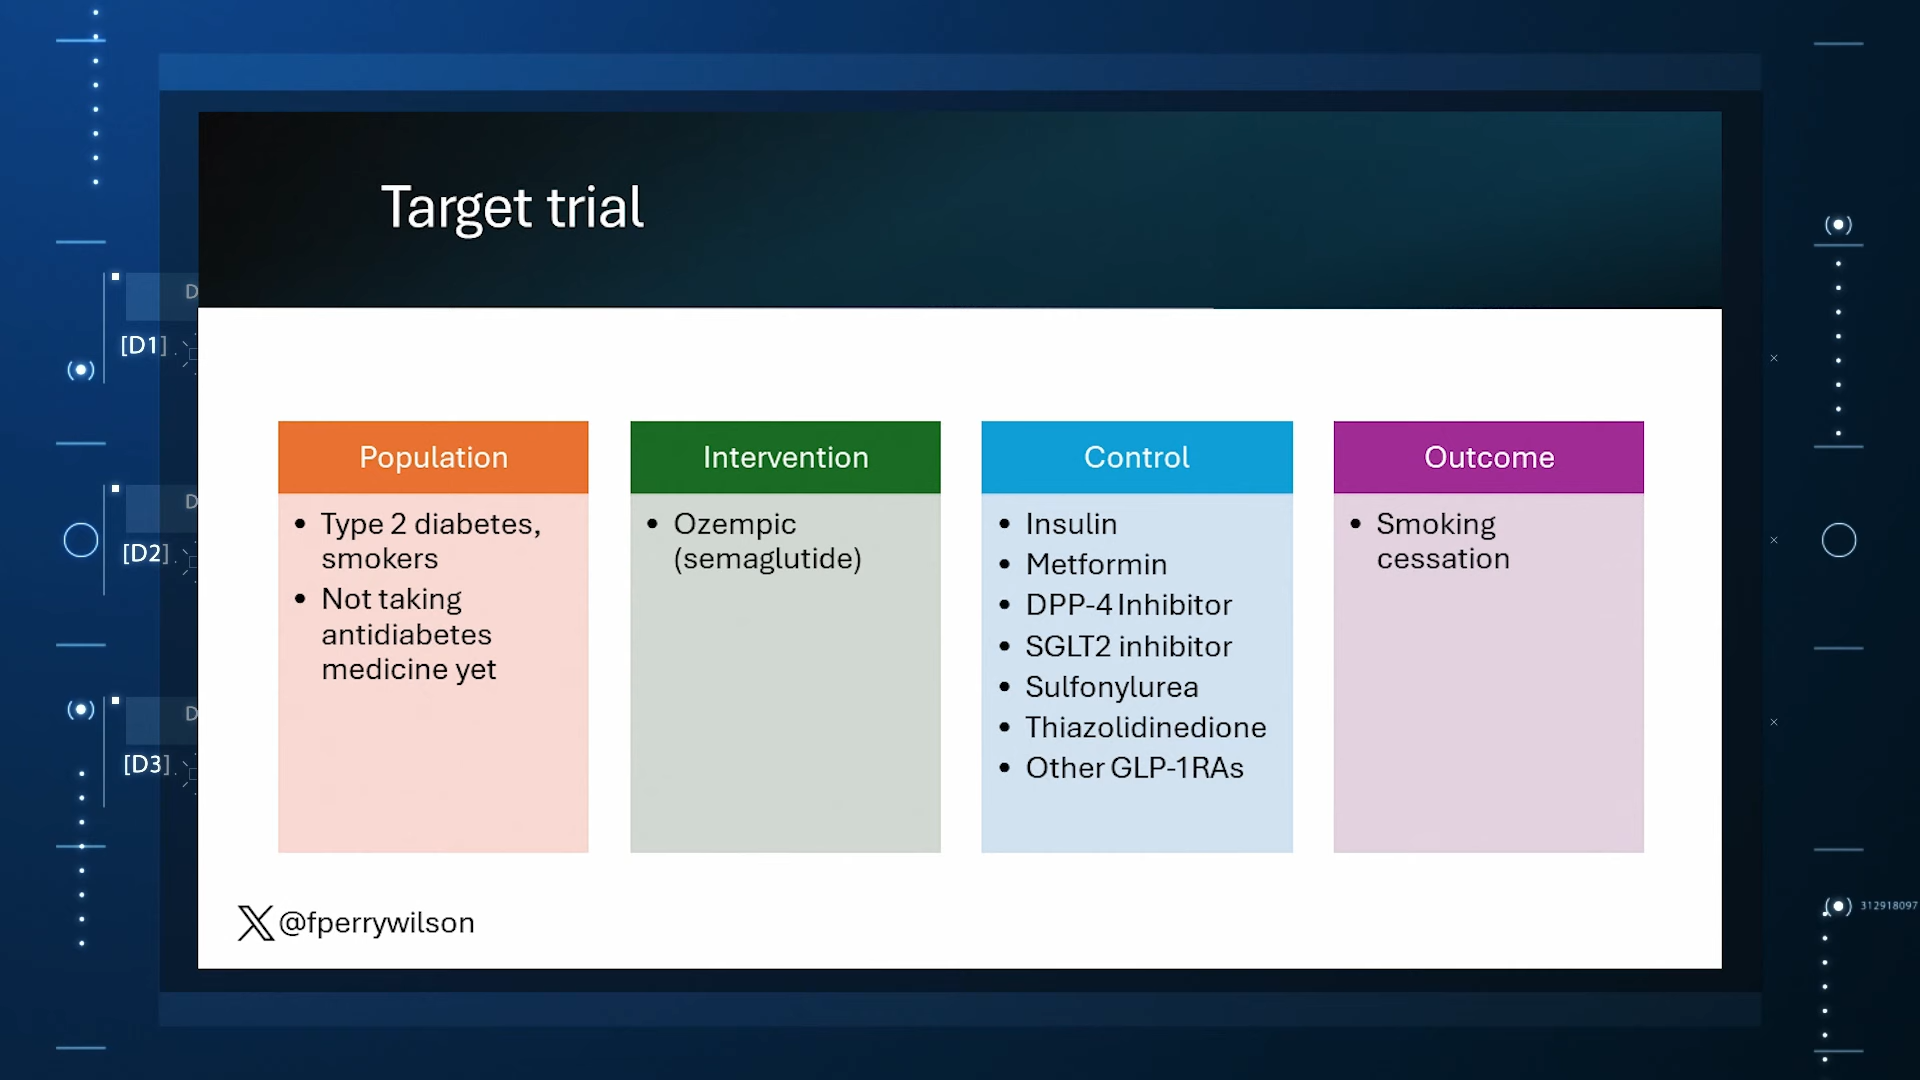 Target trial
D
[D1]
D
[D2]
D
[D3]
Population
• Type 2 diabetes,
smokers
• Not taking
antidiabetes
medicine yet
Intervention
• Ozempic
(semaglutide)
Control
• Insulin
• Metformin
• DPP-4 Inhibitor
• SGLT2 inhibitor
• Sulfonylurea
• Thiazolidinedione
• Other GLP-1RAs
Outcome
• Smoking
cessation
X @fperrywilson
312918097